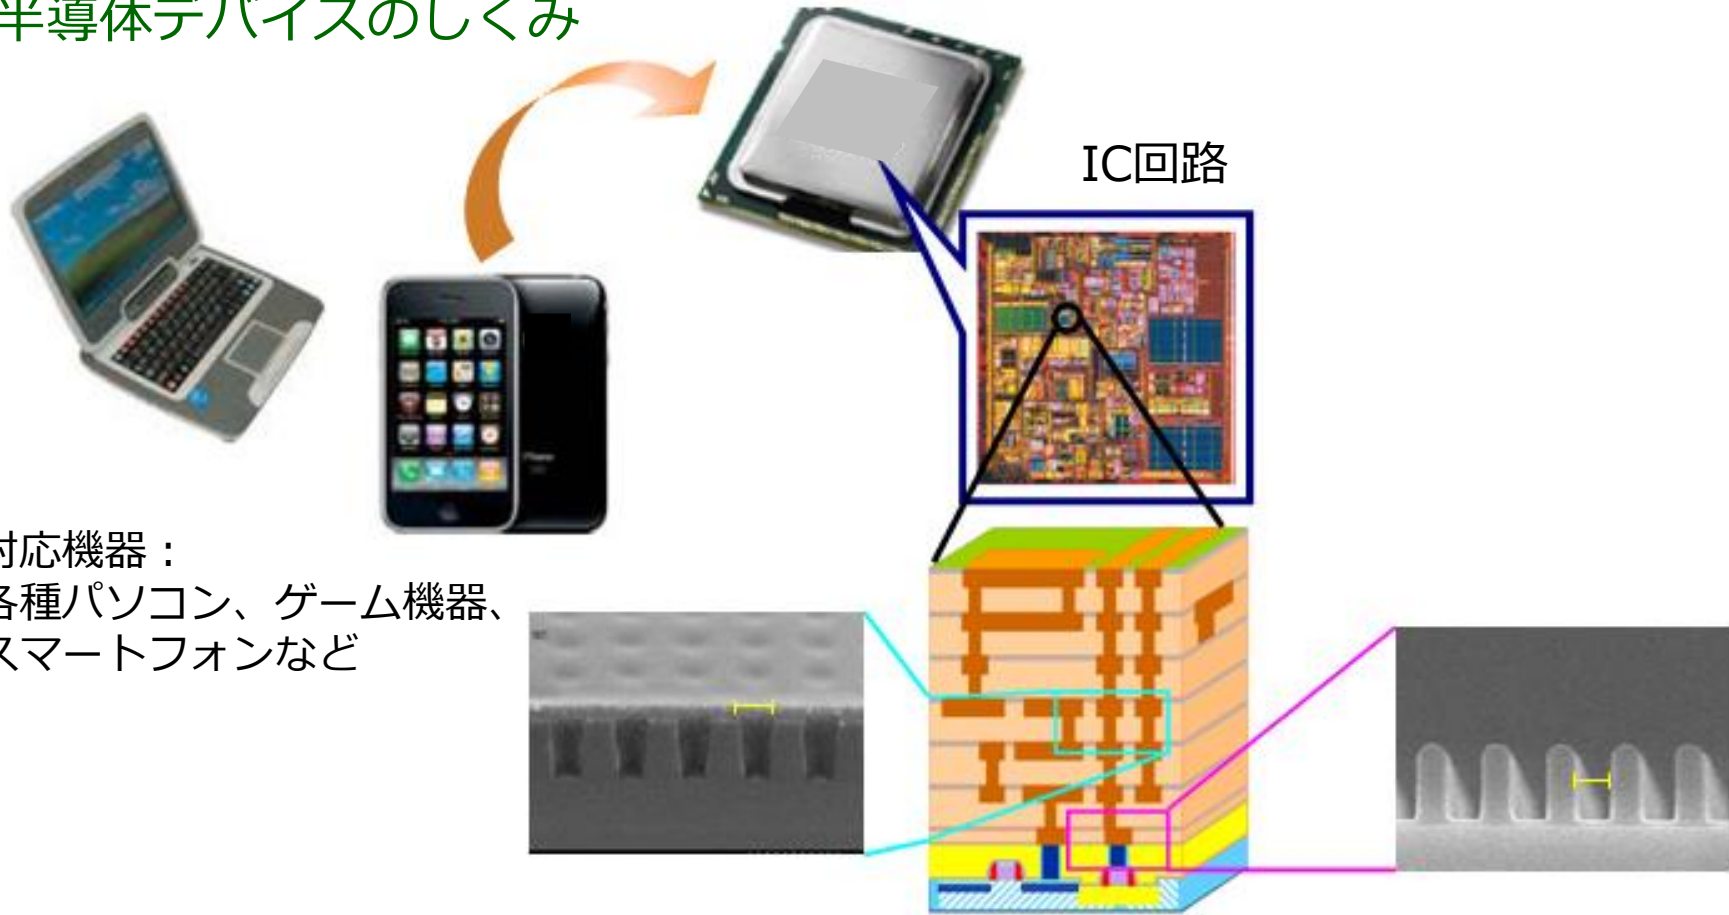 半導体デバイスのしくみ
IC回路
対応機器：
各種パソコン、ゲーム機器、
スマートフォンなど